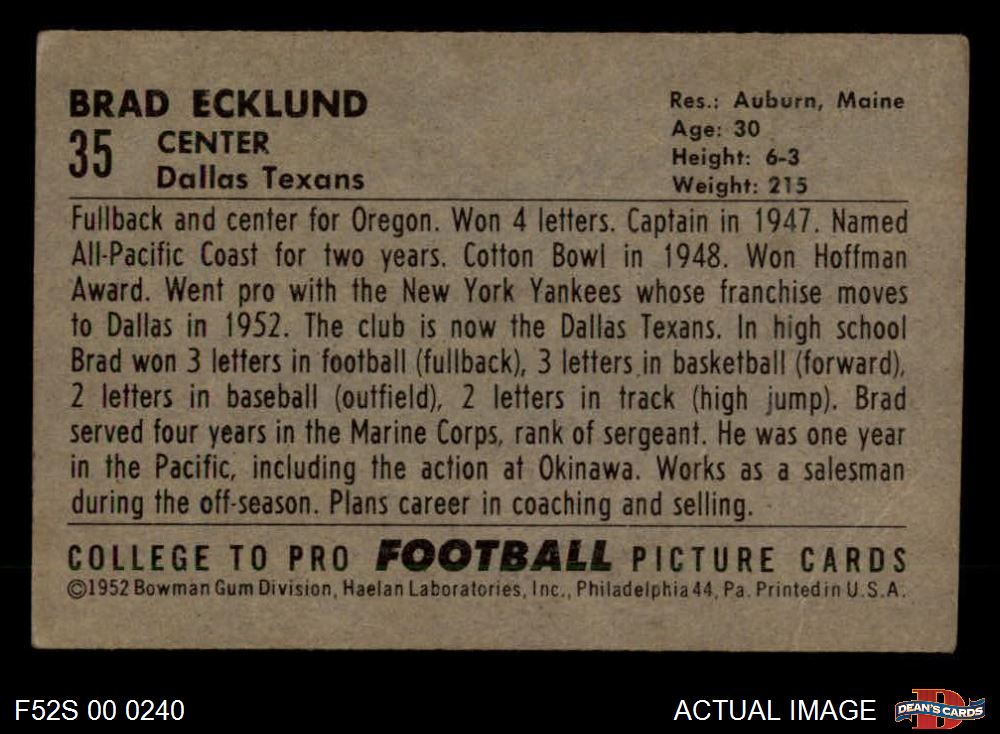 BRAD ECKLUND
35 CENTER
Dallas Texans
Res.: Auburn, Maine
Age: 30
Height: 6-3
Weight: 215
Fullback and center for Oregon. Won 4 letters. Captain in 1947. Named
All-Pacific Coast for two years. Cotton Bowl in 1948. Won Hoffman
Award. Went pro with the New York Yankees whose franchise moves
to Dallas in 1952. The club is now the Dallas Texans. In high school
Brad won 3 letters in football (fullback), 3 letters in basketball (forward),
2 letters in baseball (outfield), 2 letters in track (high jump). Brad
served four years in the Marine Corps, rank of sergeant. He was one year
in the Pacific, including the action at Okinawa. Works as a salesman
during the off-season. Plans career in coaching and selling.
COLLEGE TO PRO FOOTBALL PICTURE CARDS
©1952 Bowman Gum Division, Haelan Laboratories, Inc., Philadelphia 44, Pa. Printed in U.S.A.
F52S 00 0240
ACTUAL IMAGE
D
DEAN'S CARDS